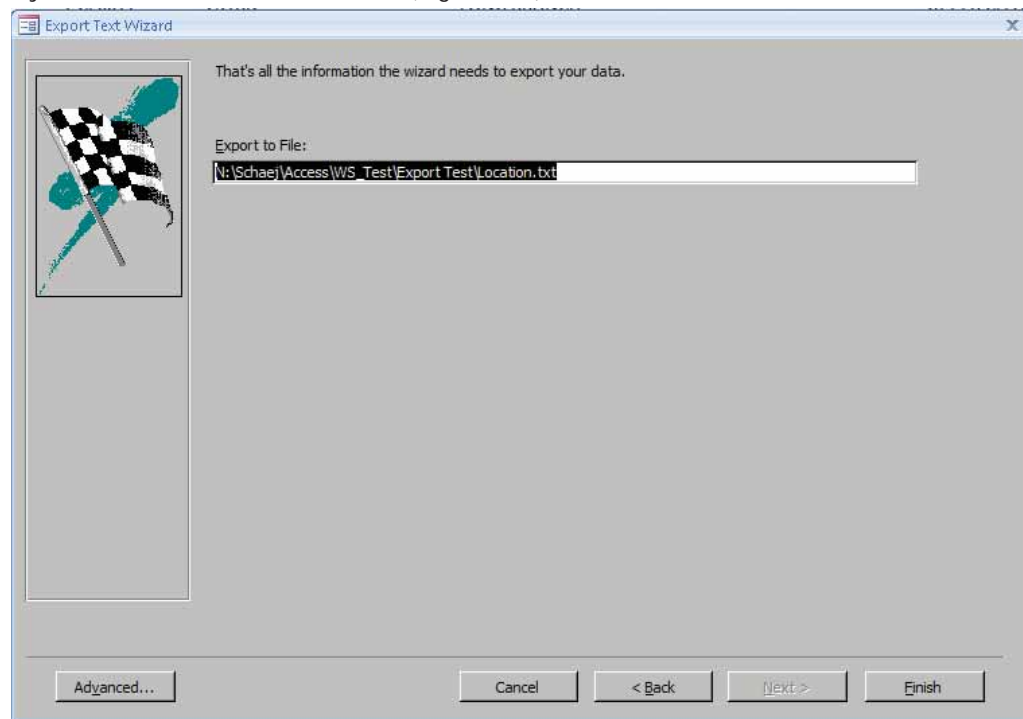 Export Text Wizard
x
That's all the information the wizard needs to export your data.
Export to File:
N:\Schaej\Access\WS_Test\Export Test\Location.txt
Advanced...
Cancel
< Back
Next >
Finish